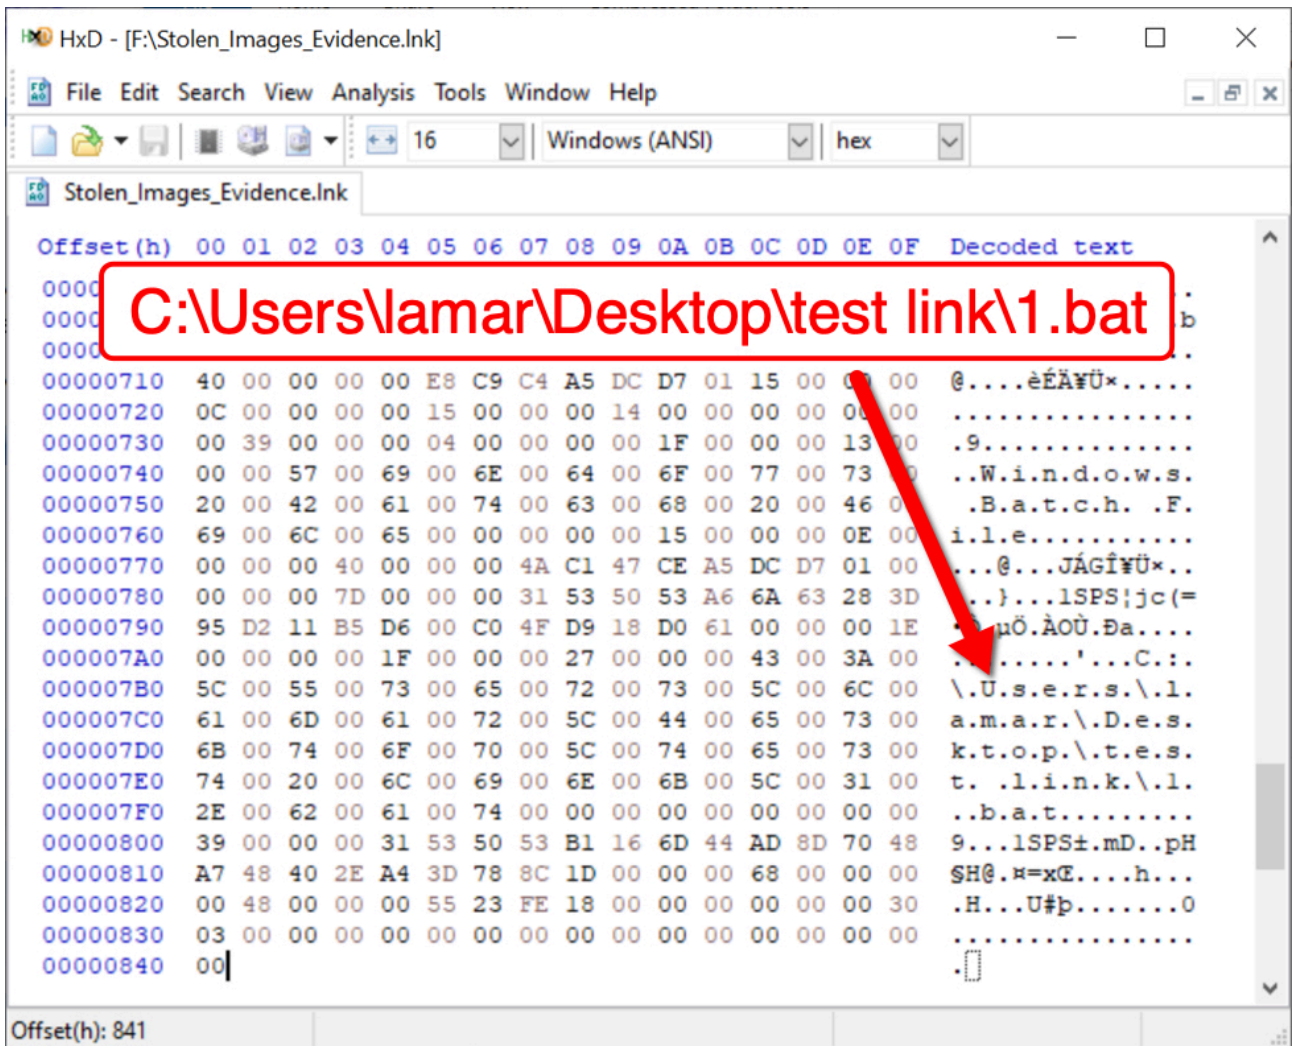 HxD - [F:\Stolen_Images_Evidence.lnk]
File Edit Search View Analysis Tools Window Help
16 Windows (ANSI) hex
Stolen_Images_Evidence.lnk
Offset(h) 00 01 02 03 04 05 06 07 08 09 0A 0B 0C 0D 0E 0F Decoded text
C:\Users\lamar\Desktop\test link\1.bat
00000710 40 00 00 00 00 E8 C9 C4 A5 DC D7 01 15 00 00 00 @....èÉÄ¥Ü×.....
00000720 0C 00 00 00 15 00 00 00 14 00 00 00 00 00 00 00 ................
00000730 00 39 00 00 00 04 00 00 00 00 1F 00 00 00 13 00 .9..............
00000740 00 00 57 00 69 00 6E 00 64 00 6F 00 77 00 73 0 ..W.i.n.d.o.w.s.
00000750 20 00 42 00 61 00 74 00 63 00 68 00 20 00 46 0 .B.a.t.c.h. .F.
00000760 69 00 6C 00 65 00 00 00 00 00 15 00 00 00 0E 00 i.l.e...........
00000770 00 00 00 40 00 00 00 4A C1 47 CE A5 DC D7 01 00 ...@...JÁGÎ¥Ü×..
00000780 00 00 00 7D 00 00 00 31 53 50 53 A6 6A 63 28 3D ..}...1SPS¦jc(=
00000790 95 D2 11 B5 D6 00 C0 4F D9 18 D0 61 00 00 00 1E .µÖ.ÀOÙ.Ða....
000007A0 00 00 00 00 1F 00 00 00 27 00 00 00 43 00 3A 00 ........'...C.:.
000007B0 5C 00 55 00 73 00 65 00 72 00 73 00 5C 00 6C 00 \.U.s.e.r.s.\.l.
000007C0 61 00 6D 00 61 00 72 00 5C 00 44 00 65 00 73 00 a.m.a.r.\.D.e.s.
000007D0 6B 00 74 00 6F 00 70 00 5C 00 74 00 65 00 73 00 k.t.o.p.\.t.e.s.
000007E0 74 00 20 00 6C 00 69 00 6E 00 6B 00 5C 00 31 00 t. .l.i.n.k.\.1.
000007F0 2E 00 62 00 61 00 74 00 00 00 00 00 00 00 00 00 ..b.a.t.........
00000800 39 00 00 00 31 53 50 53 B1 16 6D 44 AD 8D 70 48 9...1SPS±.mD..pH
00000810 A7 48 40 2E A4 3D 78 8C 1D 00 00 00 68 00 00 00 §H@.¤=xŒ....h...
00000820 00 48 00 00 00 55 23 FE 18 00 00 00 00 00 00 30 .H...U#þ.......0
00000830 03 00 00 00 00 00 00 00 00 00 00 00 00 00 00 00 ................
00000840 00 .
Offset(h): 841